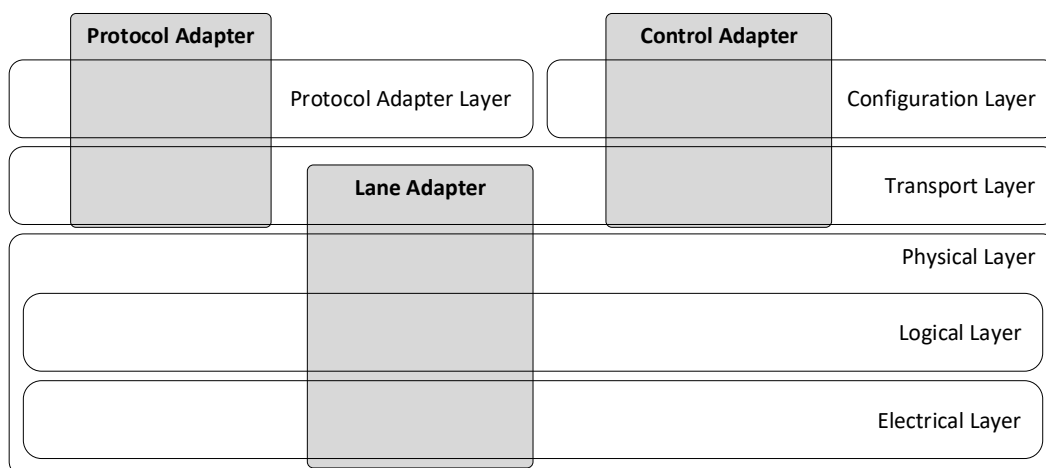 Protocol Adapter
Control Adapter
Protocol Adapter Layer
Configuration Layer
Transport Layer
Lane Adapter
Physical Layer
Logical Layer
Electrical Layer